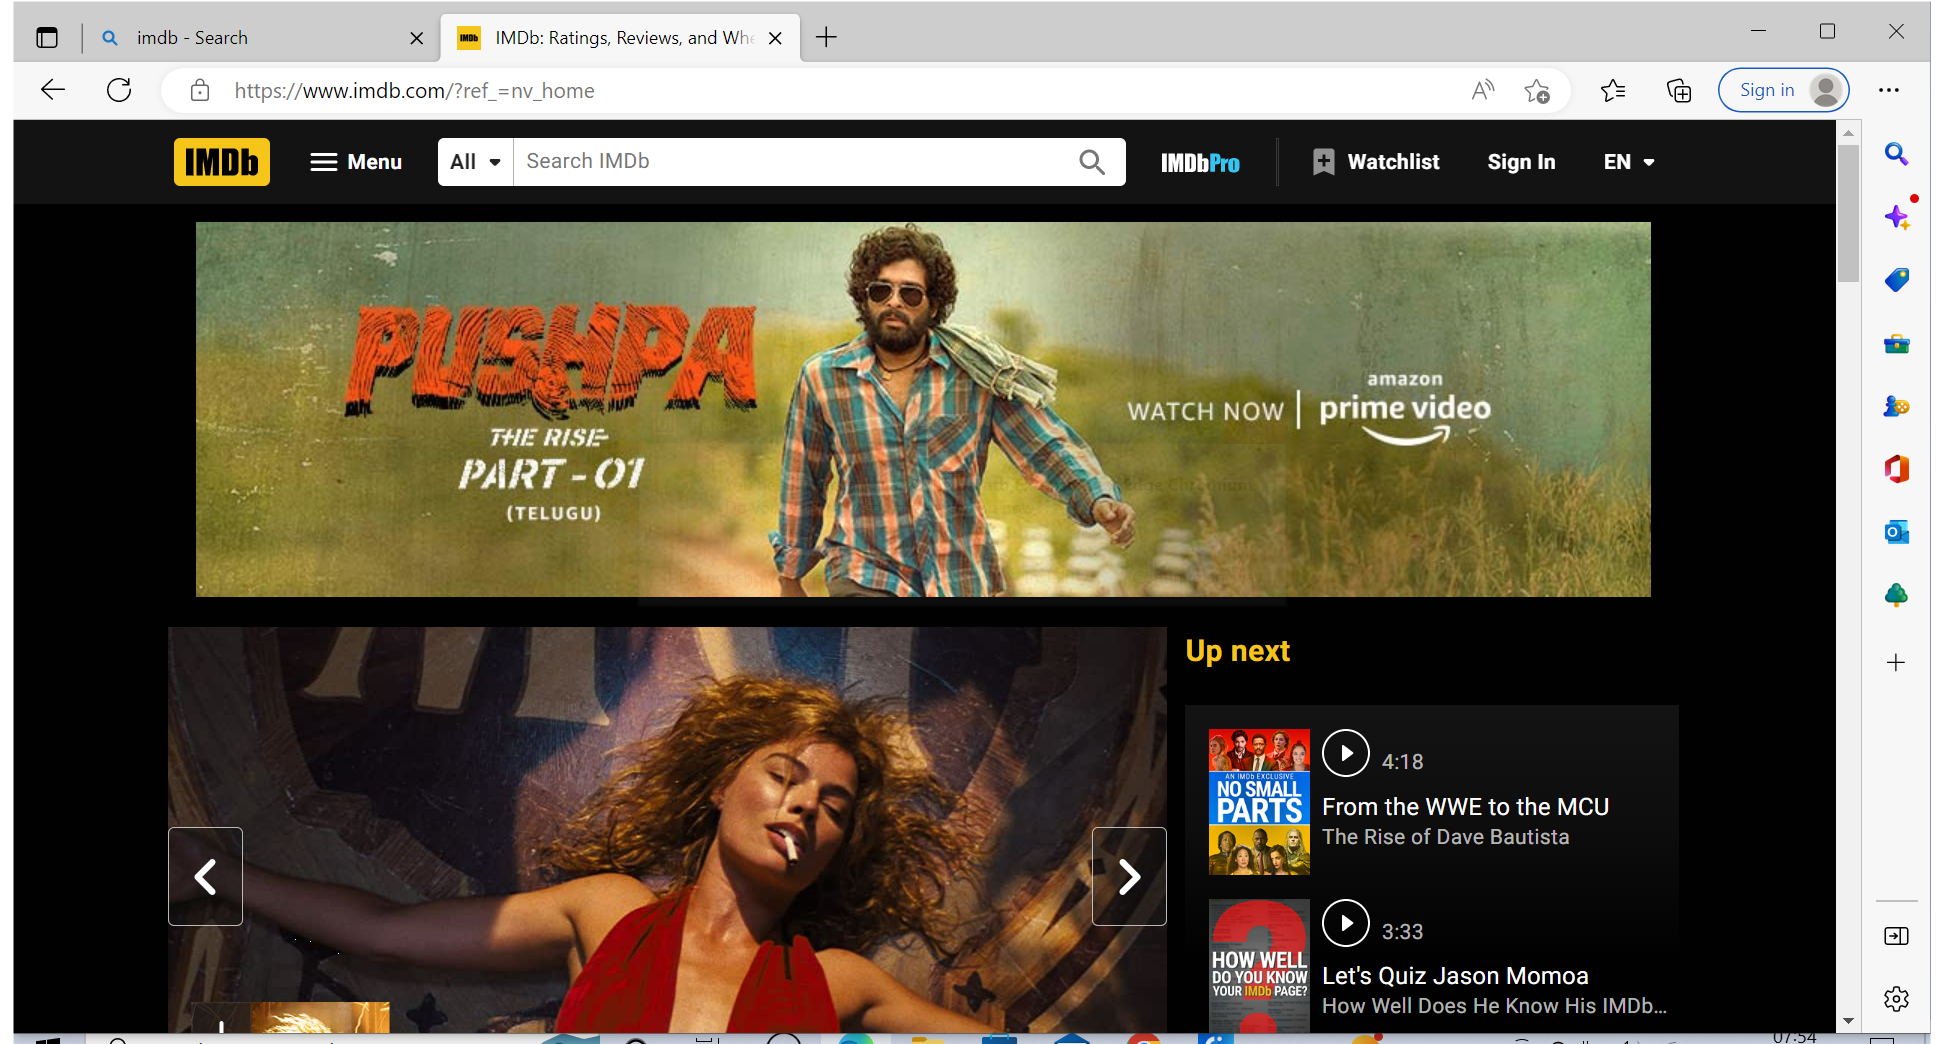 imdb - Search
IMDb: Ratings, Reviews, and Whe
https://www.imdb.com/?ref_=nv_home
Sign in
IMDb
Menu
All
Search IMDb
IMDbPro
Watchlist
Sign In
EN
PUSHPA
THE RISE
PART - 01
(TELUGU)
WATCH NOW
amazon
prime video
Up next
AN IMDb EXCLUSIVE
NO SMALL
PARTS
4:18
From the WWE to the MCU
The Rise of Dave Bautista
HOW WELL
DO YOU KNOW
YOUR IMDb PAGE?
3:33
Let's Quiz Jason Momoa
How Well Does He Know His IMDb...
07:54